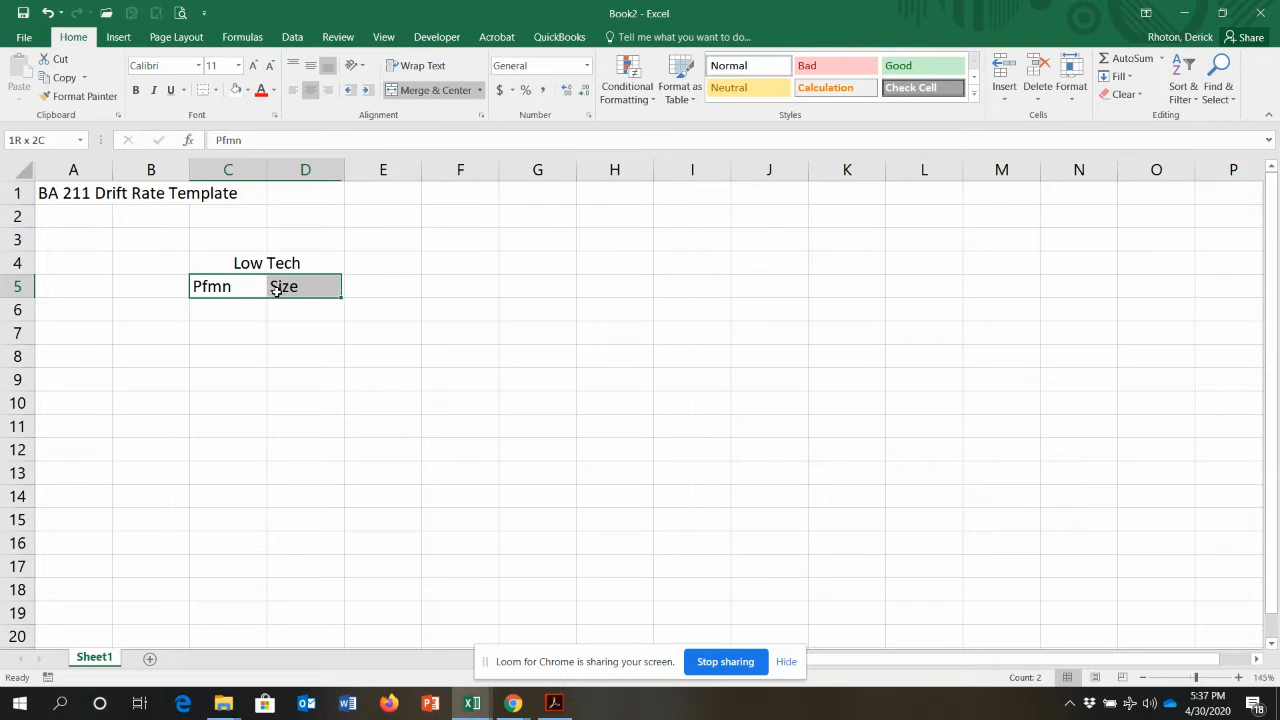 Book2 - Excel
Rhoton, Derick
Share
File
Home
Insert
Page Layout
Formulas
Data
Review
View
Developer
Acrobat
QuickBooks
Tell me what you want to do...
Paste
Cut
Copy
Format Painter
Clipboard
Calibri
11
B I U
Font
Wrap Text
Merge & Center
Alignment
General
$ % ,
Number
Conditional Formatting
Format as Table
Normal
Bad
Good
Neutral
Calculation
Check Cell
Styles
Insert
Delete
Format
Cells
AutoSum
Fill
Clear
Sort & Filter
Find & Select
Editing
1R x 2C
fx
Pfmn
A B C D E F G H I J K L M N O P
1 BA 211 Drift Rate Template
2
3
4 Low Tech
5 Pfmn Size
6
7
8
9
10
11
12
13
14
15
16
17
18
19
20
Loom for Chrome is sharing your screen.
Stop sharing
Hide
Sheet1
Ready
Count: 2
145%
5:37 PM
4/30/2020
18